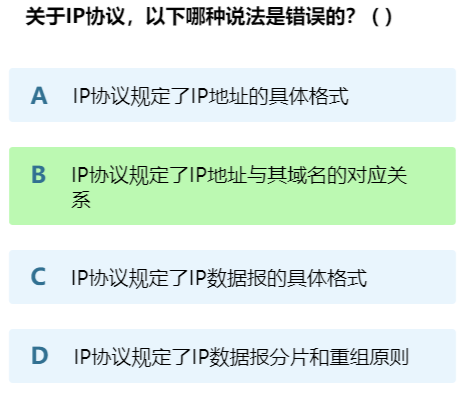 关于IP协议，以下哪种说法是错误的？ ( )
A IP协议规定了IP地址的具体格式
B IP协议规定了IP地址与其域名的对应关
系
C IP协议规定了IP数据报的具体格式
D IP协议规定了IP数据报分片和重组原则